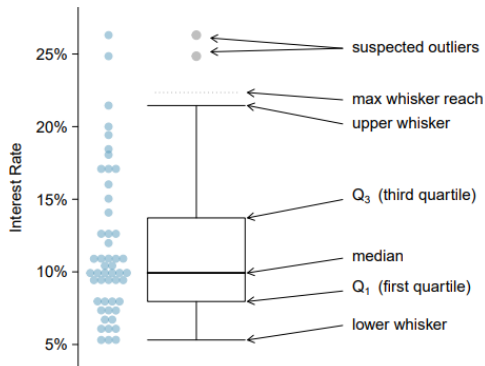 Interest Rate
25%
20%
15%
10%
5%
suspected outliers
max whisker reach
upper whisker
Q₃ (third quartile)
median
Q₁ (first quartile)
lower whisker